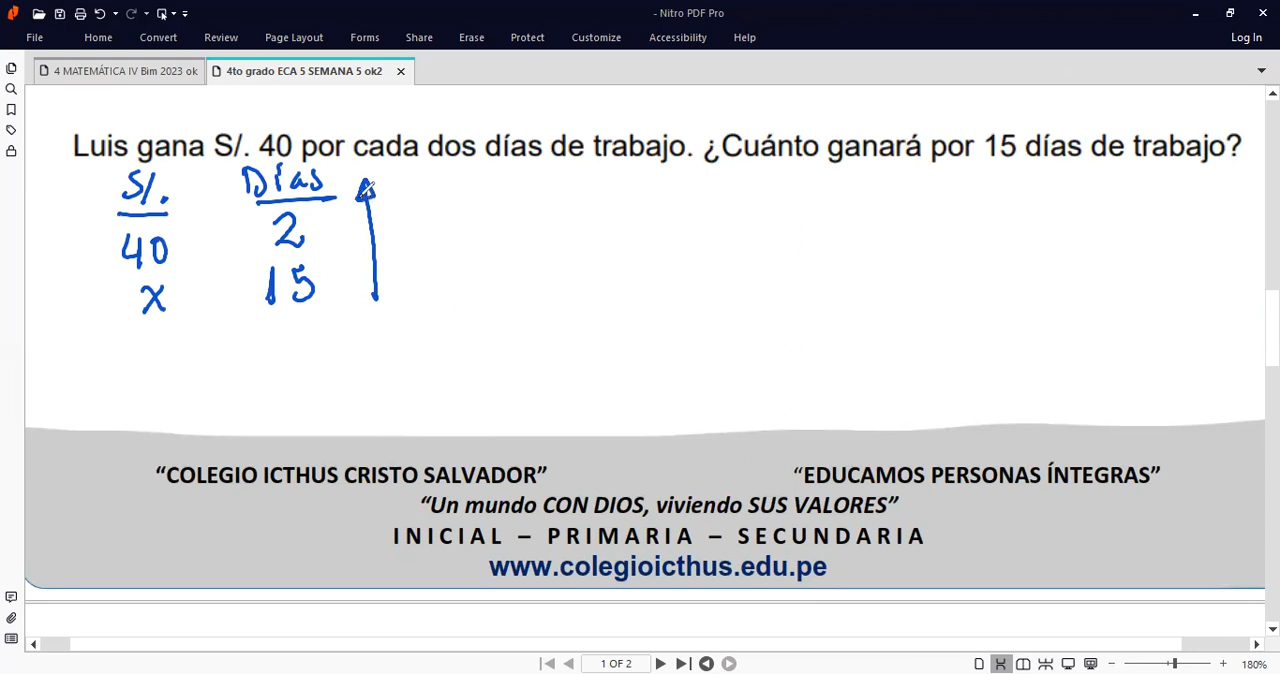 - Nitro PDF Pro
File Home Convert Review Page Layout Forms Share Erase Protect Customize Accessibility Help Log In
4 MATEMÁTICA IV Bim 2023 ok 4to grado ECA 5 SEMANA 5 ok2
Luis gana S/. 40 por cada dos días de trabajo. ¿Cuánto ganará por 15 días de trabajo?
S/. Días
40 2
x 15
“COLEGIO ICTHUS CRISTO SALVADOR” “EDUCAMOS PERSONAS ÍNTEGRAS”
“Un mundo CON DIOS, viviendo SUS VALORES”
INICIAL – PRIMARIA – SECUNDARIA
www.colegioicthus.edu.pe
1 OF 2 180%